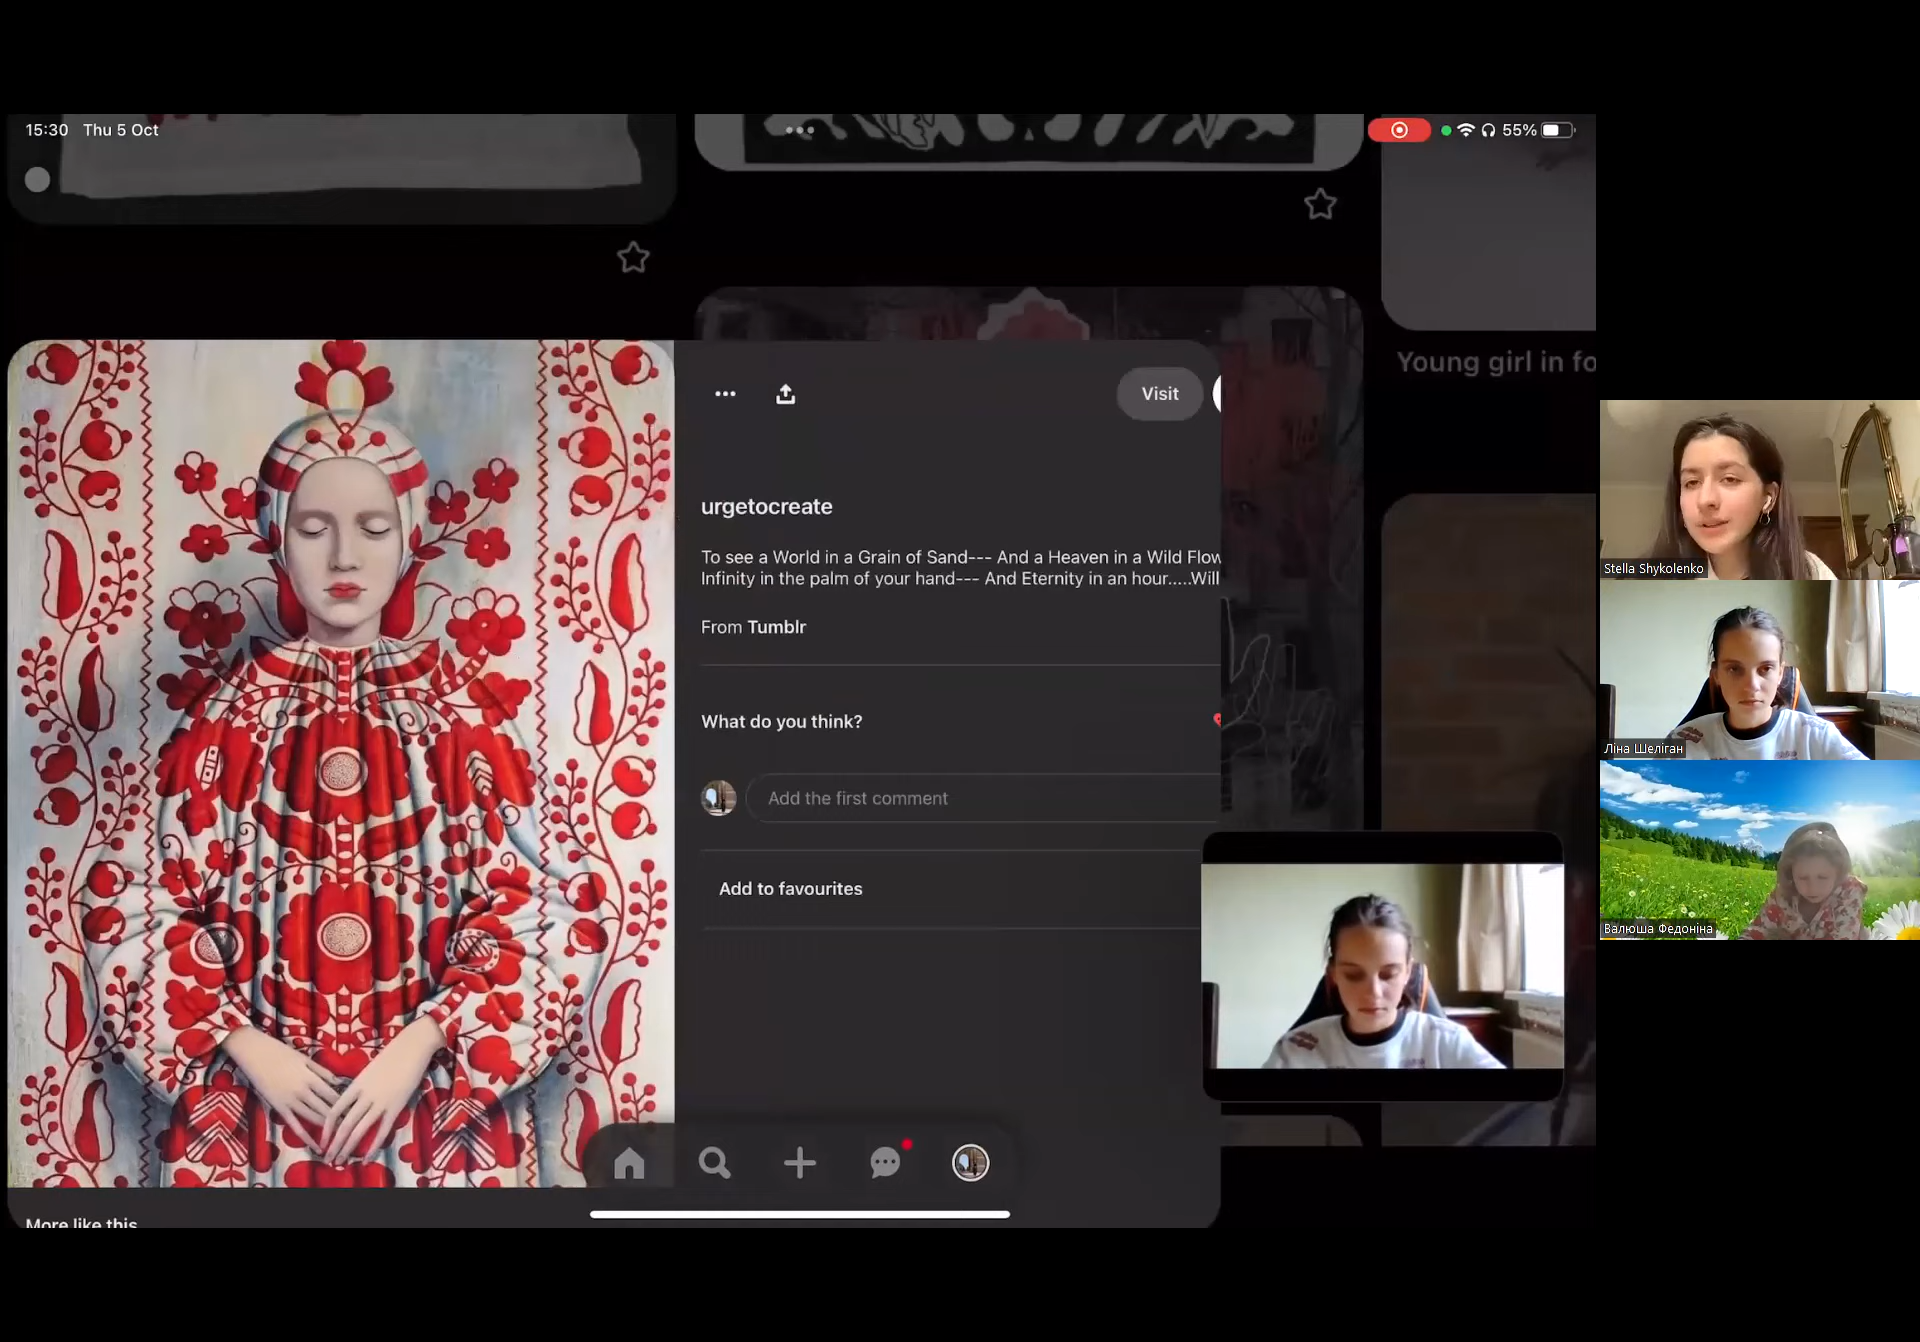 15:30 Thu 5 Oct
55%
Young girl in fo
Visit
urgetocreate
To see a World in a Grain of Sand--- And a Heaven in a Wild Flow
Infinity in the palm of your hand--- And Eternity in an hour.....Will
From Tumblr
What do you think?
Add the first comment
Add to favourites
More like this
Stella Shykolenko
Ліна Шеліган
Валюша Федоніна